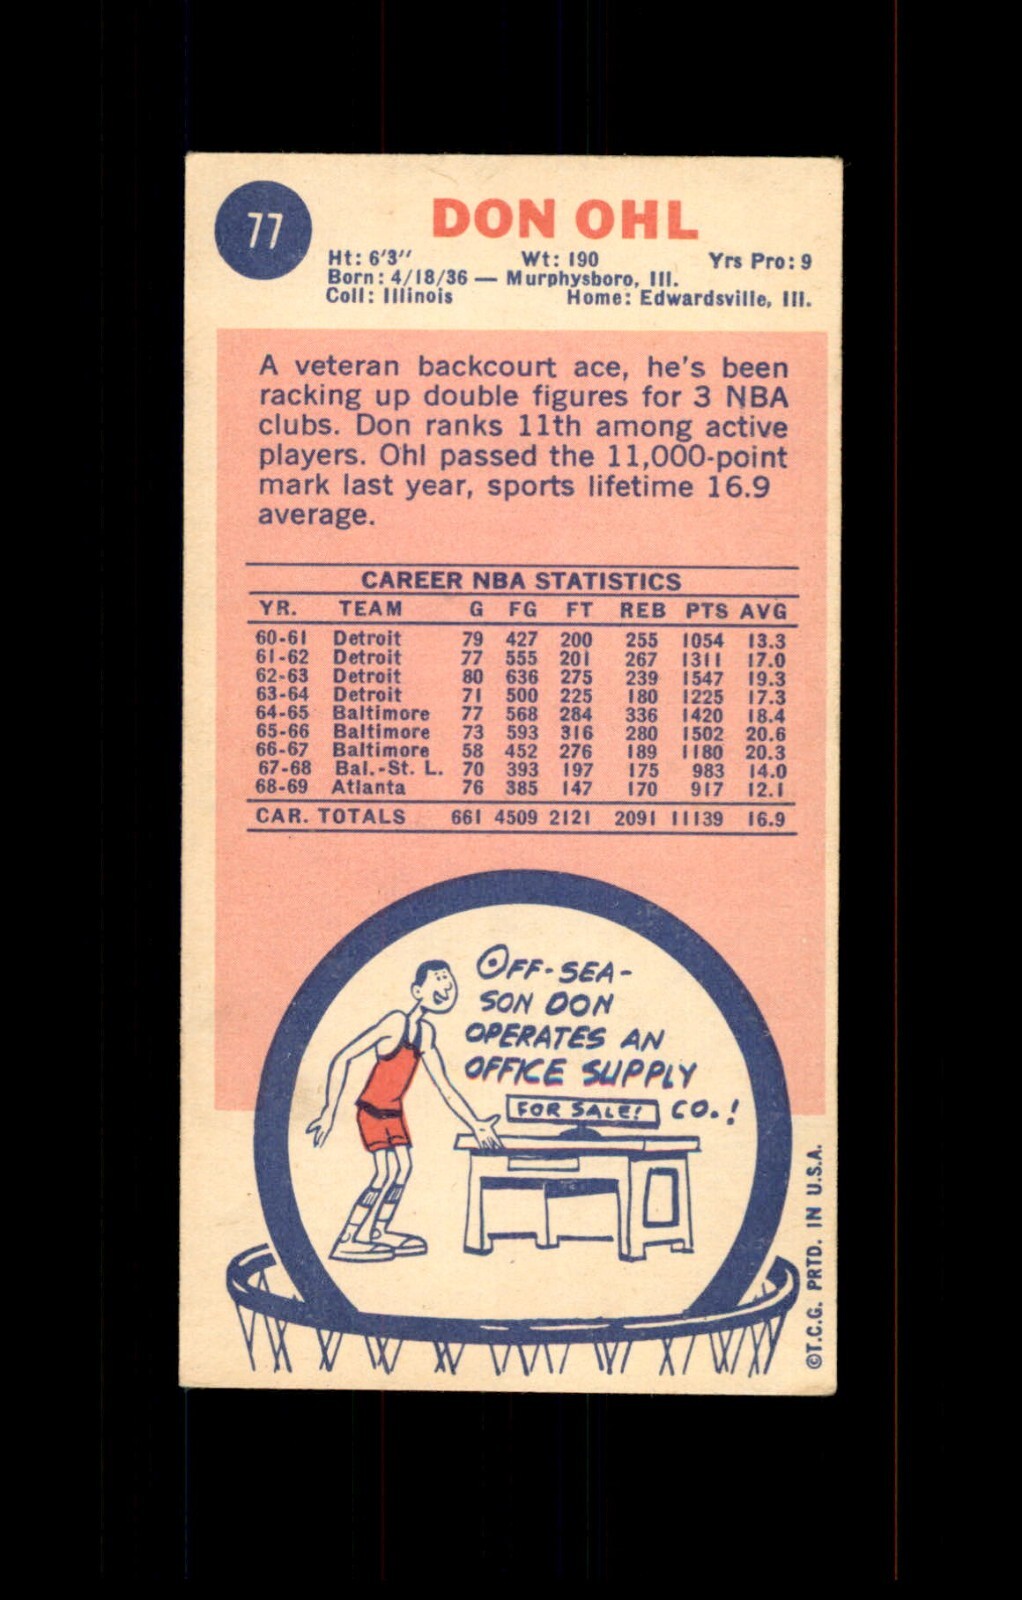 77
DON OHL
Ht: 6'3" Wt: 190 Yrs Pro: 9
Born: 4/18/36 — Murphysboro, Ill.
Coll: Illinois Home: Edwardsville, Ill.
A veteran backcourt ace, he's been
racking up double figures for 3 NBA
clubs. Don ranks 11th among active
players. Ohl passed the 11,000-point
mark last year, sports lifetime 16.9
average.
CAREER NBA STATISTICS
YR. TEAM G FG FT REB PTS AVG
60-61 Detroit 79 427 200 255 1054 13.3
61-62 Detroit 77 555 201 267 1311 17.0
62-63 Detroit 80 636 275 239 1547 19.3
63-64 Detroit 71 500 225 180 1225 17.3
64-65 Baltimore 77 568 284 336 1420 18.4
65-66 Baltimore 73 593 316 280 1502 20.6
66-67 Baltimore 58 452 276 189 1180 20.3
67-68 Bal.-St. L. 70 393 197 175 983 14.0
68-69 Atlanta 76 385 147 170 917 12.1
CAR. TOTALS 661 4509 2121 2091 11139 16.9
OFF-SEA-
SON DON
OPERATES AN
OFFICE SUPPLY
CO.!
FOR SALE!
©T.C.G. PRTD. IN U.S.A.